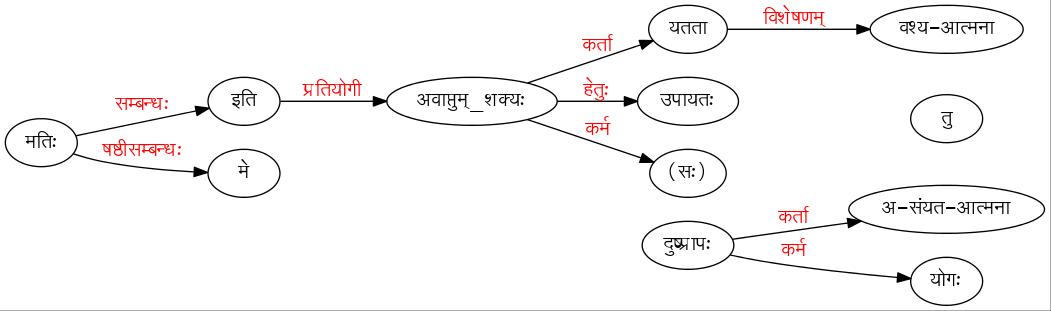 मतिः
सम्बन्धः
षष्ठीसम्बन्धः
इति
मे
प्रतियोगी
अवाप्तुम्_शक्यः
कर्ता
हेतुः
कर्म
यतता
उपायतः
(सः)
विशेषणम्
वश्य-आत्मना
तु
दुष्प्रापः
कर्ता
कर्म
अ-संयत-आत्मना
योगः